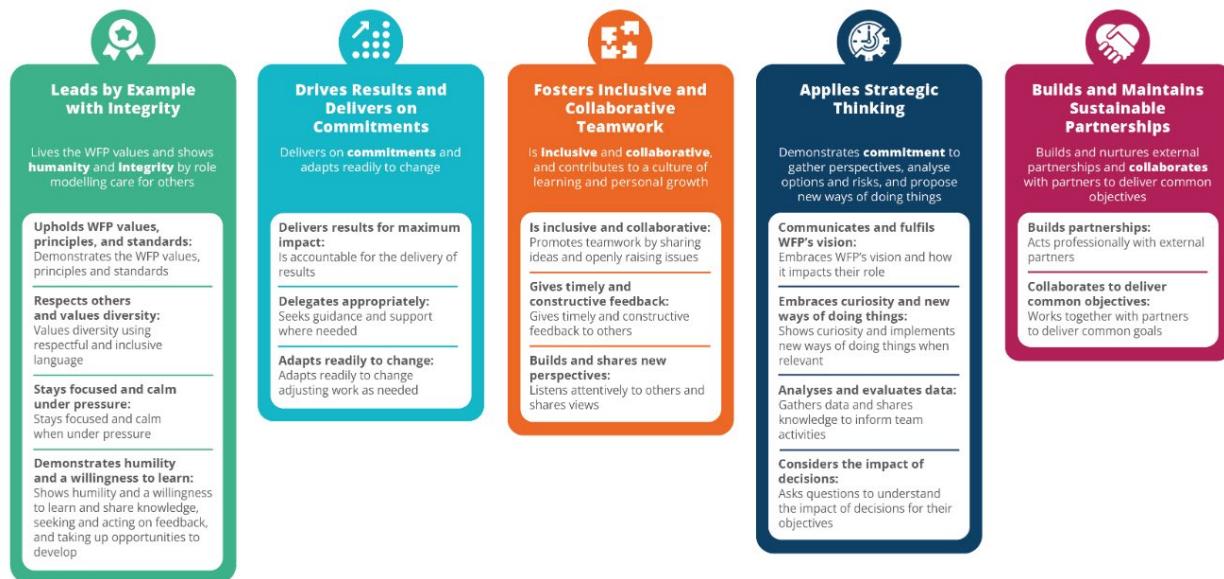 Leads by Example
with Integrity
Lives the WFP values and shows
humanity and integrity by role
modelling care for others
Upholds WFP values,
principles, and standards:
Demonstrates the WFP values,
principles and standards
Respects others
and values diversity:
Values diversity using
respectful and inclusive
language
Stays focused and calm
under pressure:
Stays focused and calm
when under pressure
Demonstrates humility
and a willingness to learn:
Shows humility and a willingness
to learn and share knowledge,
seeking and acting on feedback,
and taking up opportunities to
develop
Drives Results and
Delivers on
Commitments
Delivers on commitments and
adapts readily to change
Delivers results for maximum
impact:
Is accountable for the delivery of
results
Delegates appropriately:
Seeks guidance and support
where needed
Adapts readily to change:
Adapts readily to change
adjusting work as needed
Fosters Inclusive and
Collaborative
Teamwork
Is inclusive and collaborative,
and contributes to a culture of
learning and personal growth
Is inclusive and collaborative:
Promotes teamwork by sharing
ideas and openly raising issues
Gives timely and
constructive feedback:
Gives timely and constructive
feedback to others
Builds and shares new
perspectives:
Listens attentively to others and
shares views
Applies Strategic
Thinking
Demonstrates commitment to
gather perspectives, analyse
options and risks, and propose
new ways of doing things
Communicates and fulfils
WFP's vision:
Embraces WFP's vision and how
it impacts their role
Embraces curiosity and new
ways of doing things:
Shows curiosity and implements
new ways of doing things when
relevant
Analyses and evaluates data:
Gathers data and shares
knowledge to inform team
activities
Considers the impact of
decisions:
Asks questions to understand
the impact of decisions for their
objectives
Builds and Maintains
Sustainable
Partnerships
Builds and nurtures external
partnerships and collaborates
with partners to deliver common
objectives
Builds partnerships:
Acts professionally with external
partners
Collaborates to deliver
common objectives:
Works together with partners
to deliver common goals